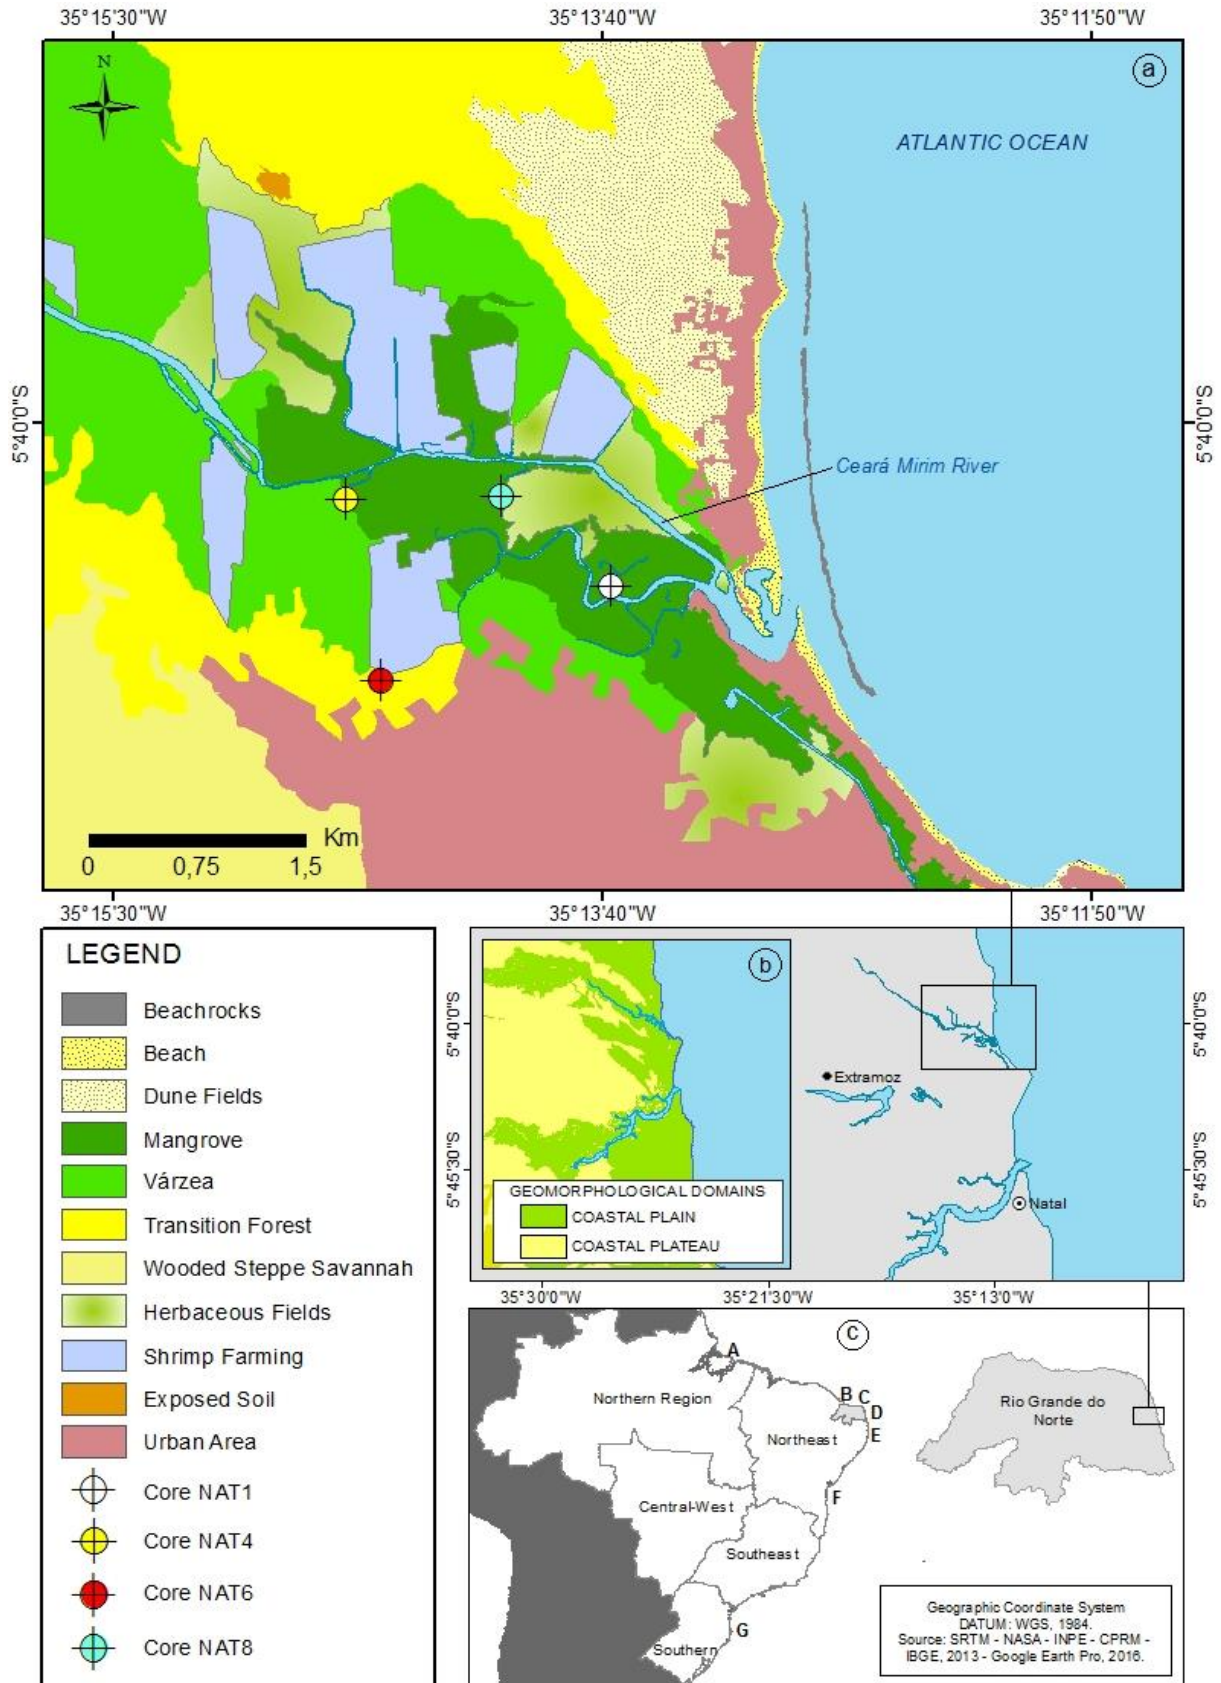 35°15'30"W
35°13'40"W
35°11'50"W
N
a
ATLANTIC OCEAN
5°40'0"S
5°40'0"S
Ceará Mirim River
Km
0
0,75
1,5
35°15'30"W
35°13'40"W
35°11'50"W
LEGEND
Beachrocks
Beach
Dune Fields
Mangrove
Várzea
Transition Forest
Wooded Steppe Savannah
Herbaceous Fields
Shrimp Farming
Exposed Soil
Urban Area
Core NAT1
Core NAT4
Core NAT6
Core NAT8
b
5°40'0"S
5°40'0"S
Extramoz
5°45'30"S
5°45'30"S
Natal
GEOMORPHOLOGICAL DOMAINS
COASTAL PLAIN
COASTAL PLATEAU
35°30'0"W
35°21'30"W
35°13'0"W
C
A
B
C
D
E
F
G
Northern Region
Northeast
Central-West
Southeast
Southern
Rio Grande do
Norte
Geographic Coordinate System
DATUM: WGS, 1984.
Source: SRTM - NASA - INPE - CPRM -
IBGE, 2013 - Google Earth Pro, 2016.